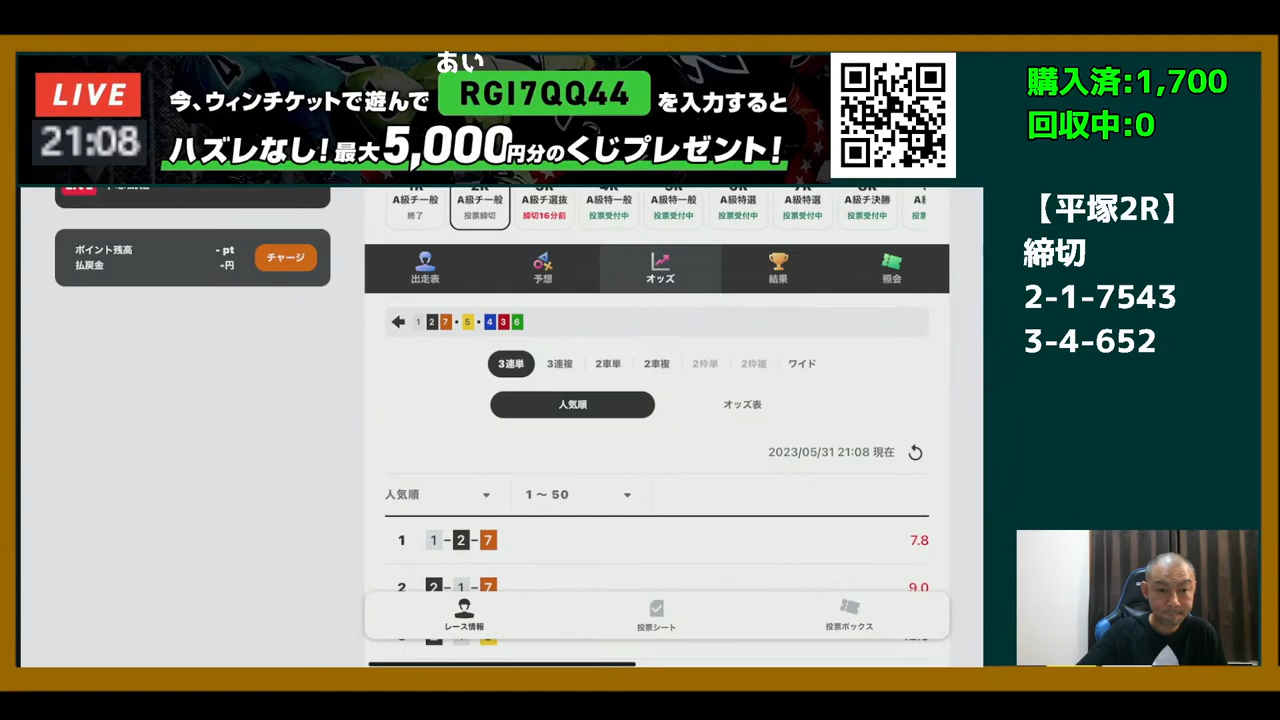 あい
LIVE
21:08
今、ウィンチケットで遊んで RGI7QQ44 を入力すると
ハズレなし!最大5,000円分のくじプレゼント!
購入済:1,700
回収中:0
【平塚2R】
締切
2-1-7543
3-4-652
ポイント残高 - pt
払戻金 -円
チャージ
A級チ一般 A級チ一般 A級チ選抜 A級特一般 A級特一般 A級特選 A級特選 A級チ決勝
終了 投票締切 締切16分前 投票受付中 投票受付中 投票受付中 投票受付中 投票受付中
出走表 予想 オッズ 結果 照会
1 2 7 • 5 • 4 3 6
3連単 3連複 2車単 2車複 2枠単 2枠複 ワイド
人気順 オッズ表
2023/05/31 21:08 現在
人気順 1 ～ 50
1 1-2-7 7.8
2 2-1-7 9.0
レース情報 投票シート 投票ボックス